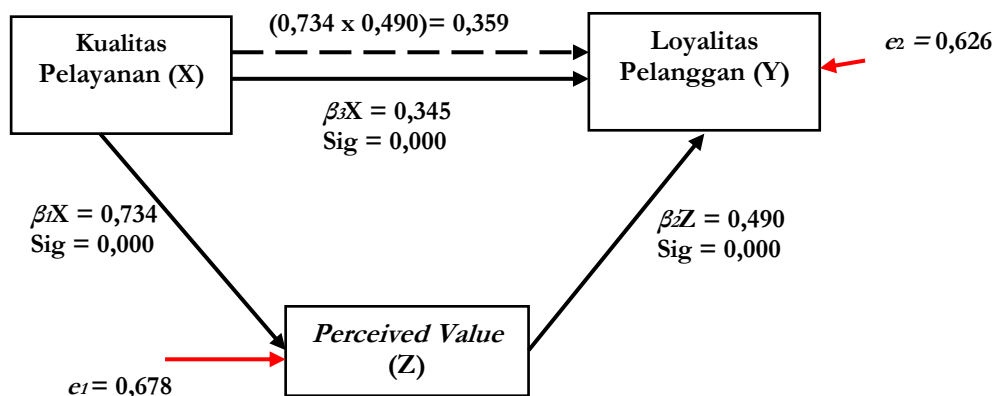 (0,734 x 0,490)= 0,359
Kualitas
Pelayanan (X)
Loyalitas
Pelanggan (Y)
e2 = 0,626
β3X = 0,345
Sig = 0,000
β1X = 0,734
Sig = 0,000
β2Z = 0,490
Sig = 0,000
Perceived Value
(Z)
e1 = 0,678